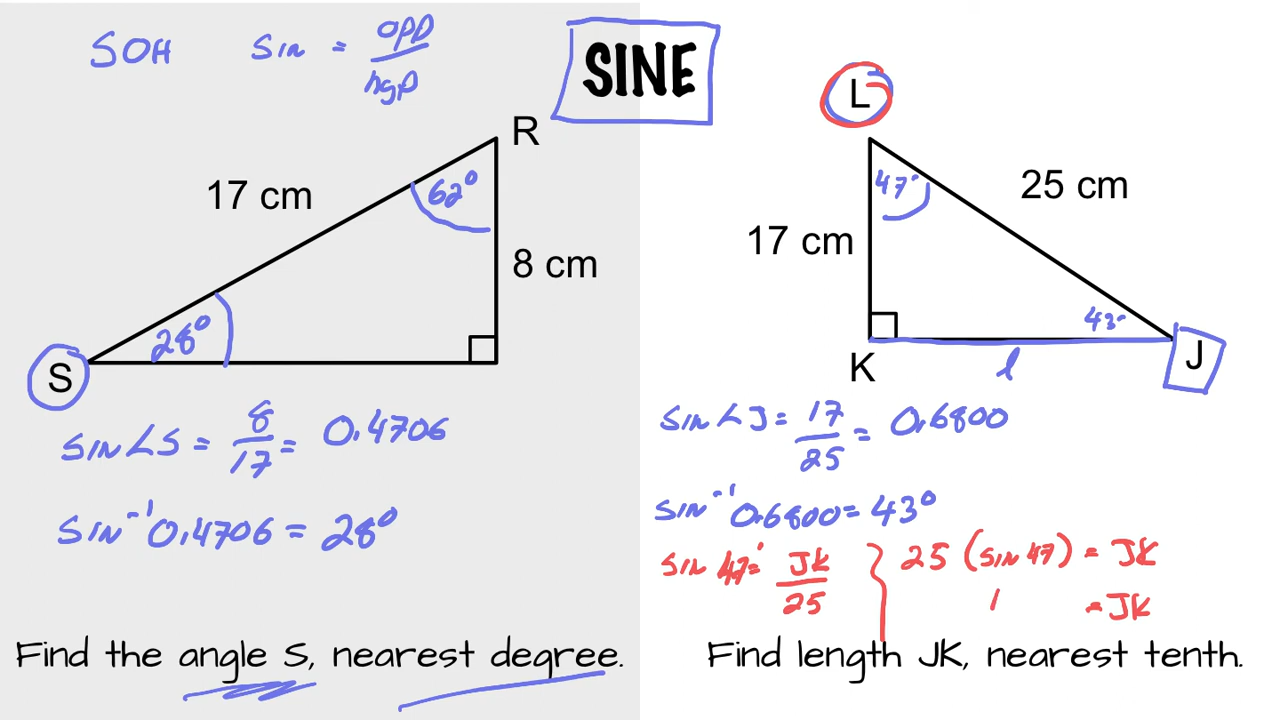 SOH
sin = opp/hyp
SINE
R
17 cm
62°
8 cm
28°
S
sin∠S = 8/17 = 0.4706
sin⁻¹ 0.4706 = 28°
Find the angle S, nearest degree.
L
47°
25 cm
17 cm
43°
K
l
J
sin∠J = 17/25 = 0.6800
sin⁻¹ 0.6800 = 43°
sin 47° = JK/25
25 (sin 47) = JK
= JK
Find length JK, nearest tenth.